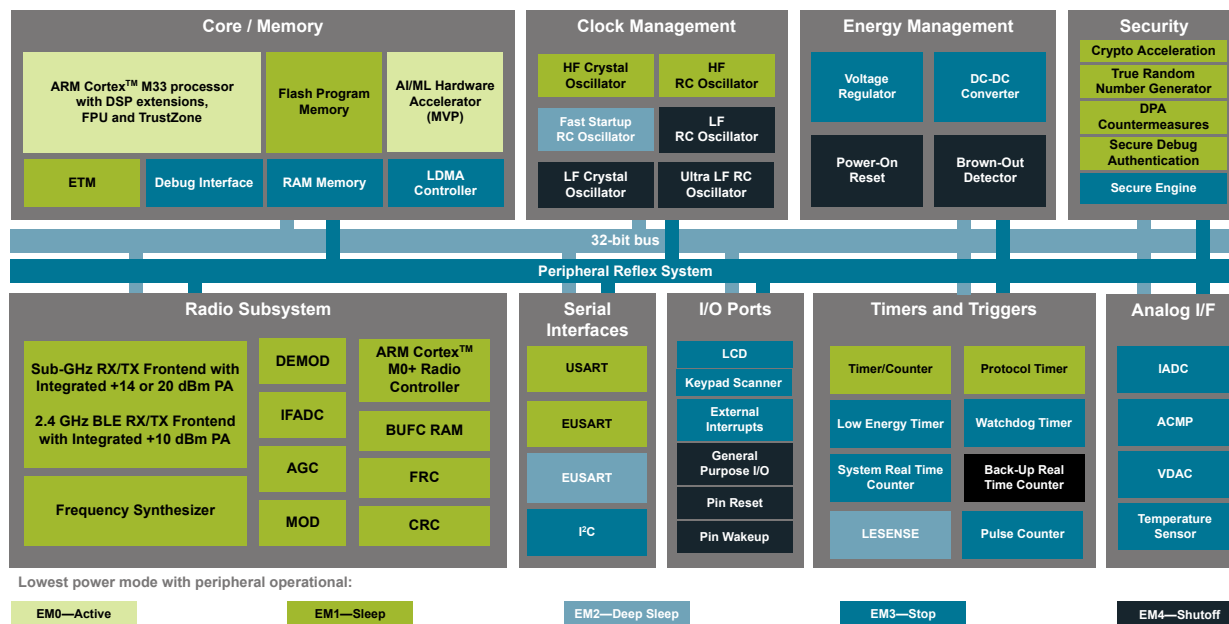 Core / Memory
ARM Cortex™ M33 processor
with DSP extensions,
FPU and TrustZone
Flash Program
Memory
AI/ML Hardware
Accelerator
(MVP)
ETM
Debug Interface
RAM Memory
LDMA
Controller
Clock Management
HF Crystal
Oscillator
HF
RC Oscillator
Fast Startup
RC Oscillator
LF
RC Oscillator
LF Crystal
Oscillator
Ultra LF RC
Oscillator
Energy Management
Voltage
Regulator
DC-DC
Converter
Power-On
Reset
Brown-Out
Detector
Security
Crypto Acceleration
True Random
Number Generator
DPA
Countermeasures
Secure Debug
Authentication
Secure Engine
32-bit bus
Peripheral Reflex System
Radio Subsystem
Sub-GHz RX/TX Frontend with
Integrated +14 or 20 dBm PA
2.4 GHz BLE RX/TX Frontend
with Integrated +10 dBm PA
Frequency Synthesizer
DEMOD
IFADC
AGC
MOD
ARM Cortex™
M0+ Radio
Controller
BUFC RAM
FRC
CRC
Serial
Interfaces
USART
EUSART
EUSART
I²C
I/O Ports
LCD
Keypad Scanner
External
Interrupts
General
Purpose I/O
Pin Reset
Pin Wakeup
Timers and Triggers
Timer/Counter
Protocol Timer
Low Energy Timer
Watchdog Timer
System Real Time
Counter
Back-Up Real
Time Counter
LESENSE
Pulse Counter
Analog I/F
IADC
ACMP
VDAC
Temperature
Sensor
Lowest power mode with peripheral operational:
EM0—Active
EM1—Sleep
EM2—Deep Sleep
EM3—Stop
EM4—Shutoff